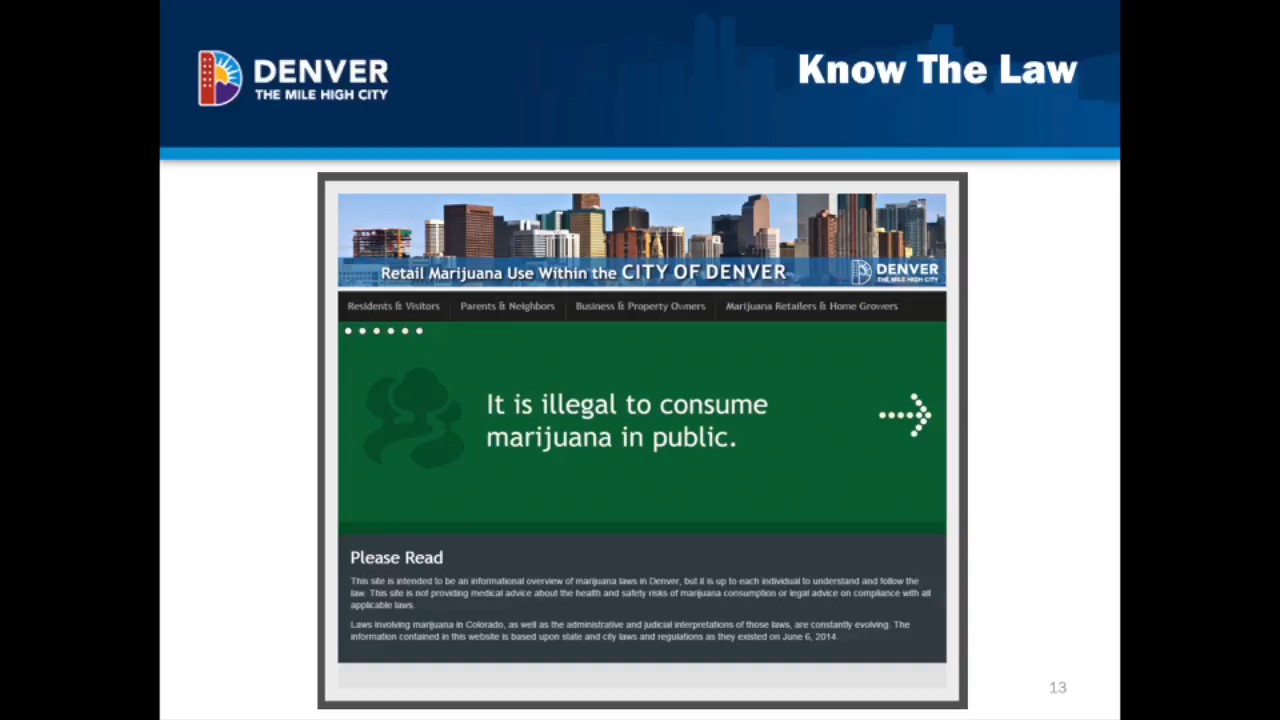 DENVER
THE MILE HIGH CITY
Know The Law
Retail Marijuana Use Within the CITY OF DENVER
DENVER
THE MILE HIGH CITY
Residents & Visitors
Parents & Neighbors
Business & Property Owners
Marijuana Retailers & Home Growers
It is illegal to consume
marijuana in public.
Please Read
This site is intended to be an informational overview of marijuana laws in Denver, but it is up to each individual to understand and follow the
law. This site is not providing medical advice about the health and safety risks of marijuana consumption or legal advice on compliance with all
applicable laws.
Laws involving marijuana in Colorado, as well as the administrative and judicial interpretations of those laws, are constantly evolving. The
information contained in this website is based upon state and city laws and regulations as they existed on June 6, 2014.
13